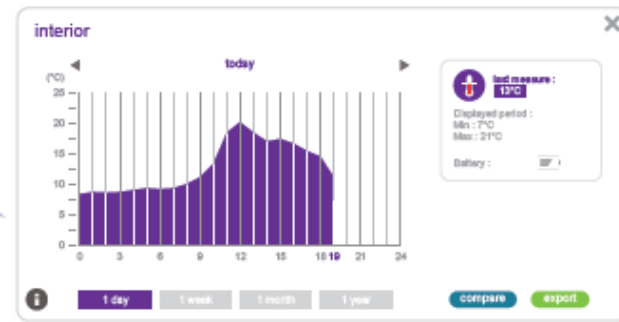 interior
today
(°C)
25
20
15
10
5
0
0 3 6 9 12 15 18 19 21 24
last measure :
13°C
Displayed period :
Min : 7°C
Max : 21°C
Battery :
i
1 day 1 week 1 month 1 year
compare export